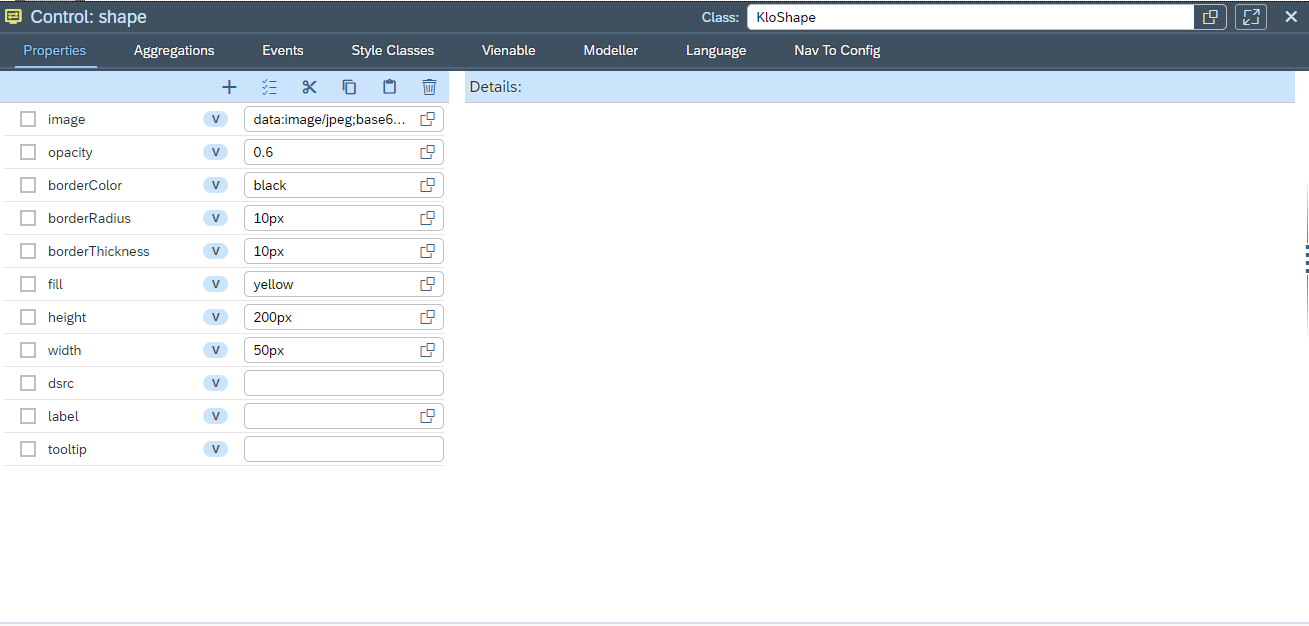 Control: shape Class: KloShape
Properties Aggregations Events Style Classes Vienable Modeller Language Nav To Config
Details:
image V data:image/jpeg;base6...
opacity V 0.6
borderColor V black
borderRadius V 10px
borderThickness V 10px
fill V yellow
height V 200px
width V 50px
dsrc V
label V
tooltip V